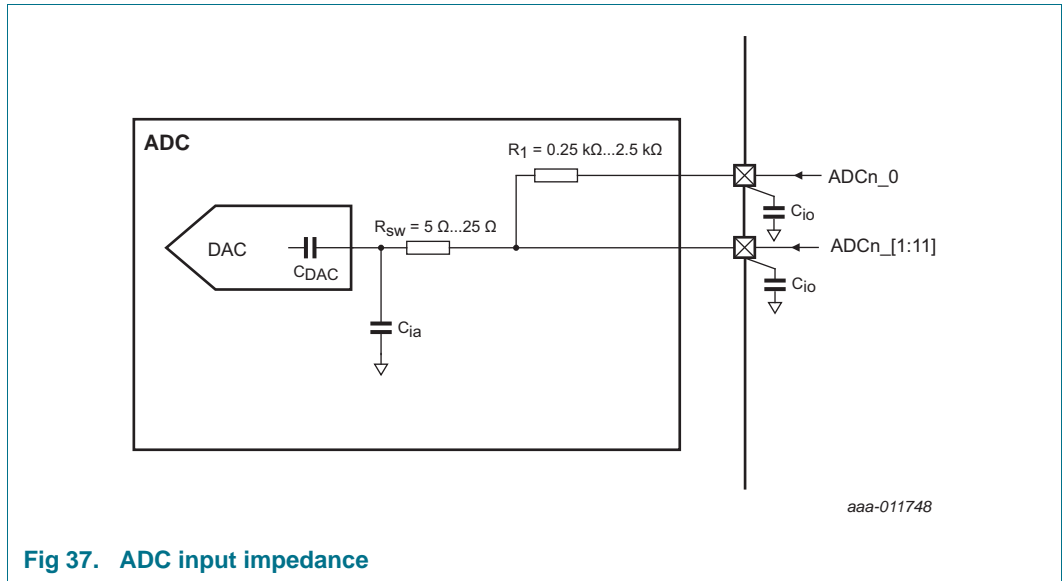 ADC
R1 = 0.25 kΩ...2.5 kΩ
ADCn_0
Cio
Rsw = 5 Ω...25 Ω
DAC
CDAC
ADCn_[1:11]
Cio
Cia
aaa-011748
Fig 37. ADC input impedance